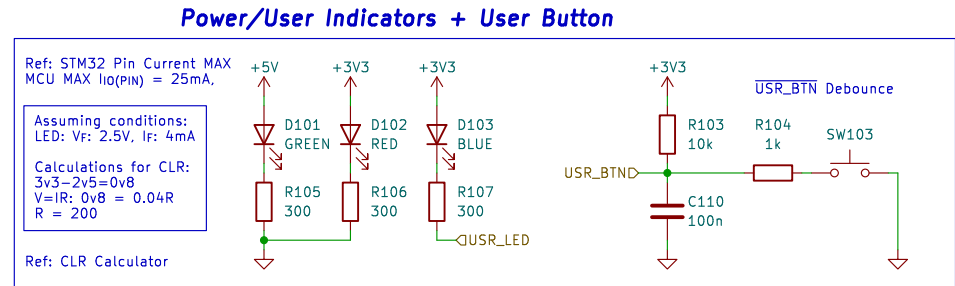 Power/User Indicators + User Button
Ref: STM32 Pin Current MAX
MCU MAX IIO(PIN) = 25mA,
Assuming conditions:
LED: VF: 2.5V, IF: 4mA
Calculations for CLR:
3v3-2v5=0v8
V=IR: 0v8 = 0.04R
R = 200
Ref: CLR Calculator
+5V
D101
GREEN
R105
300
+3V3
D102
RED
R106
300
+3V3
D103
BLUE
R107
300
USR_LED
+3V3
R103
10k
USR_BTN
C110
100n
R104
1k
USR_BTN Debounce
SW103